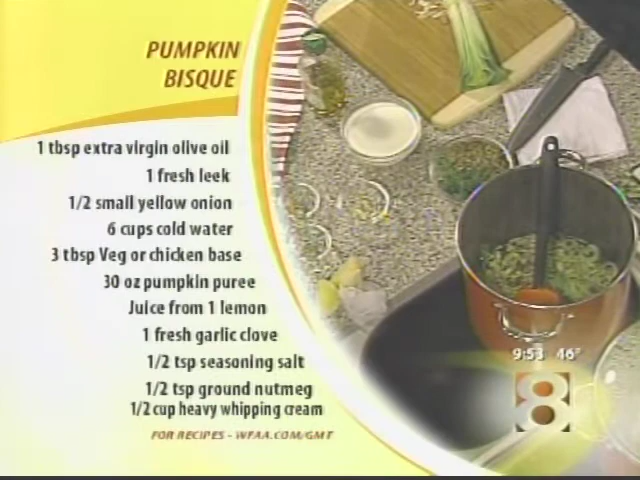 PUMPKIN
BISQUE
1 tbsp extra virgin olive oil
1 fresh leek
1/2 small yellow onion
6 cups cold water
3 tbsp Veg or chicken base
30 oz pumpkin puree
Juice from 1 lemon
1 fresh garlic clove
1/2 tsp seasoning salt
1/2 tsp ground nutmeg
1/2 cup heavy whipping cream
FOR RECIPES - WFAA.COM/GMT
9:53 46°
8